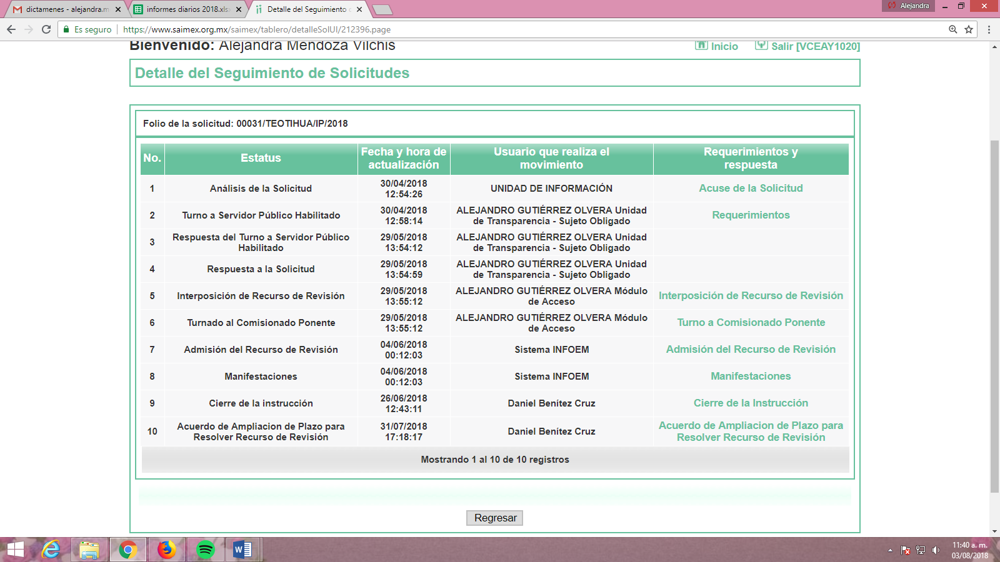 dictamenes - alejandra.m
informes diarios 2018.xls
Detalle del Seguimiento
Alejandra
Es seguro
https://www.saimex.org.mx/saimex/tablero/detalleSolUI/212396.page
Bienvenido: Alejandra Mendoza Vilchis
Inicio
Salir [VCEAY1020]
Detalle del Seguimiento de Solicitudes
Folio de la solicitud: 00031/TEOTIHUA/IP/2018
No.
Estatus
Fecha y hora de
actualización
Usuario que realiza el
movimiento
Requerimientos y
respuesta
1
Análisis de la Solicitud
30/04/2018
12:54:26
UNIDAD DE INFORMACIÓN
Acuse de la Solicitud
2
Turno a Servidor Público Habilitado
30/04/2018
12:58:14
ALEJANDRO GUTIÉRREZ OLVERA Unidad
de Transparencia - Sujeto Obligado
Requerimientos
3
Respuesta del Turno a Servidor Público
Habilitado
29/05/2018
13:54:12
ALEJANDRO GUTIÉRREZ OLVERA Unidad
de Transparencia - Sujeto Obligado
4
Respuesta a la Solicitud
29/05/2018
13:54:59
ALEJANDRO GUTIÉRREZ OLVERA Unidad
de Transparencia - Sujeto Obligado
5
Interposición de Recurso de Revisión
29/05/2018
13:55:12
ALEJANDRO GUTIÉRREZ OLVERA Módulo
de Acceso
Interposición de Recurso de Revisión
6
Turnado al Comisionado Ponente
29/05/2018
13:55:12
ALEJANDRO GUTIÉRREZ OLVERA Módulo
de Acceso
Turno a Comisionado Ponente
7
Admisión del Recurso de Revisión
04/06/2018
00:12:03
Sistema INFOEM
Admisión del Recurso de Revisión
8
Manifestaciones
04/06/2018
00:12:03
Sistema INFOEM
Manifestaciones
9
Cierre de la instrucción
26/06/2018
12:43:11
Daniel Benítez Cruz
Cierre de la Instrucción
10
Acuerdo de Ampliacion de Plazo para
Resolver Recurso de Revisión
31/07/2018
17:18:17
Daniel Benítez Cruz
Acuerdo de Ampliacion de Plazo para
Resolver Recurso de Revisión
Mostrando 1 al 10 de 10 registros
Regresar
11:40 a. m.
03/08/2018